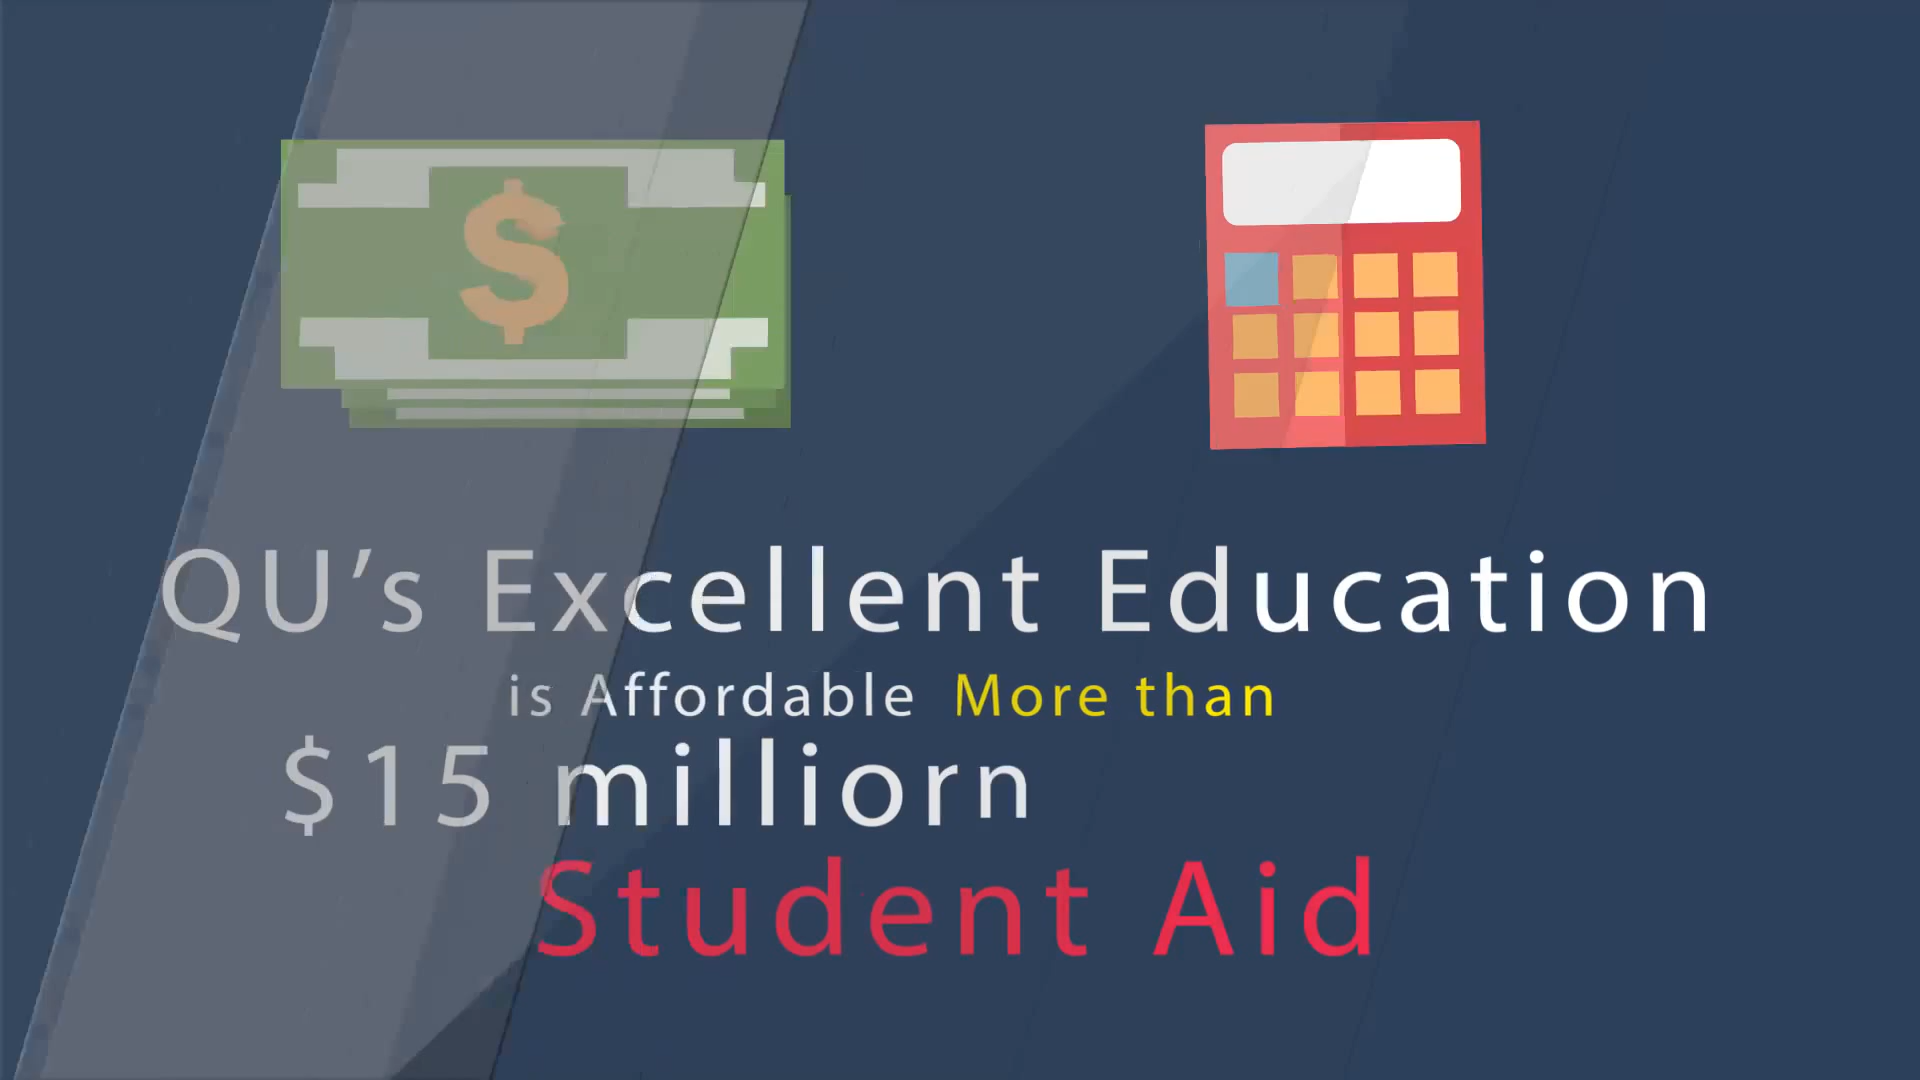 QU’s Excellent Education
is Affordable More than
$15 milliorn
Student Aid